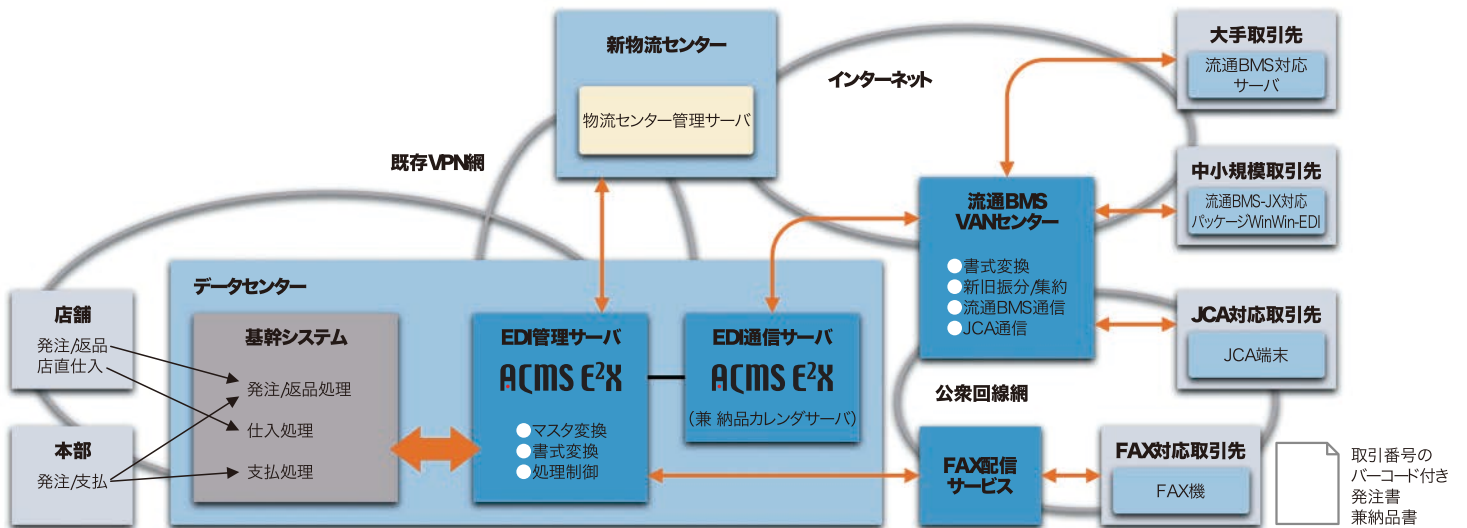 新物流センター
物流センター管理サーバ
インターネット
既存VPN網
大手取引先
流通BMS対応
サーバ
中小規模取引先
流通BMS-JX対応
パッケージWinWin-EDI
流通BMS
VANセンター
●書式変換
●新旧振分/集約
●流通BMS通信
●JCA通信
JCA対応取引先
JCA端末
公衆回線網
データセンター
店舗
発注/返品
店直仕入
本部
発注/支払
基幹システム
発注/返品処理
仕入処理
支払処理
EDI管理サーバ
ACMS E²X
●マスタ変換
●書式変換
●処理制御
EDI通信サーバ
ACMS E²X
(兼 納品カレンダサーバ)
FAX配信
サービス
FAX対応取引先
FAX機
取引番号の
バーコード付き
発注書
兼納品書